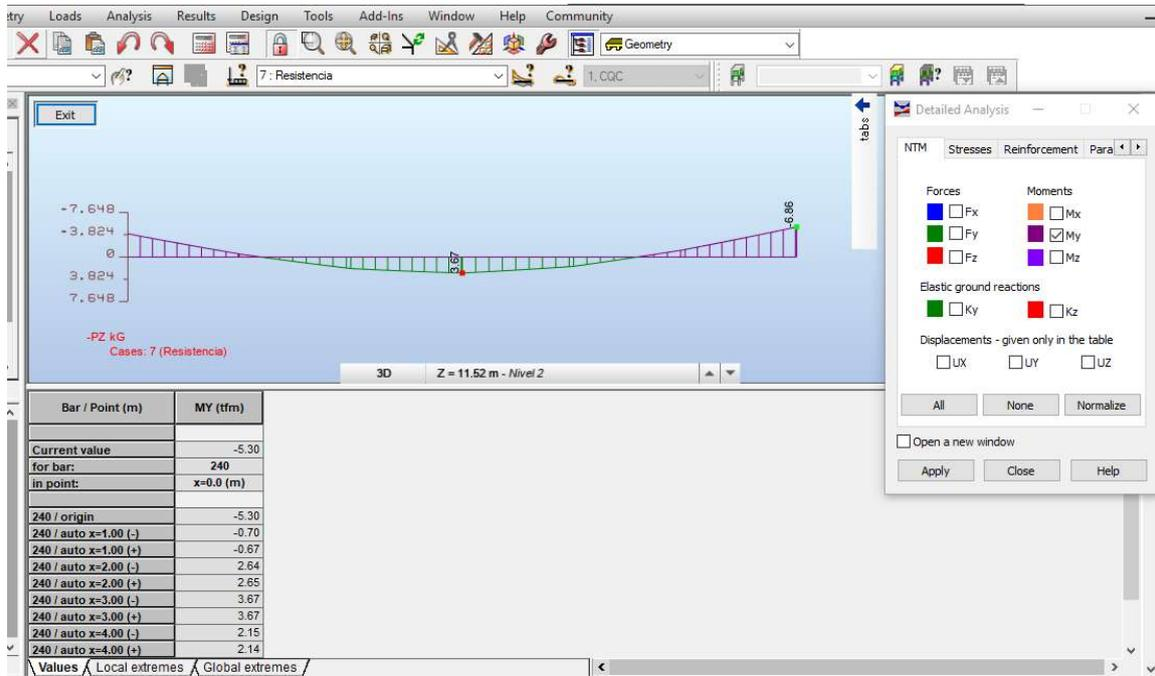 try Loads Analysis Results Design Tools Add-Ins Window Help Community
Geometry
7 : Resistencia
1, CQC
Exit
tabs
-7.648
-3.824
0
3.824
7.648
3.67
-6.86
-PZ kG
Cases: 7 (Resistencia)
3D Z = 11.52 m - Nivel 2
Detailed Analysis
NTM Stresses Reinforcement Para
Forces Moments
Fx Mx
Fy My
Fz Mz
Elastic ground reactions
Ky Kz
Displacements - given only in the table
UX UY UZ
All None Normalize
Open a new window
Apply Close Help
Bar / Point (m) MY (tfm)
Current value -5.30
for bar: 240
in point: x=0.0 (m)
240 / origin -5.30
240 / auto x=1.00 (-) -0.70
240 / auto x=1.00 (+) -0.67
240 / auto x=2.00 (-) 2.64
240 / auto x=2.00 (+) 2.65
240 / auto x=3.00 (-) 3.67
240 / auto x=3.00 (+) 3.67
240 / auto x=4.00 (-) 2.15
240 / auto x=4.00 (+) 2.14
Values Local extremes Global extremes